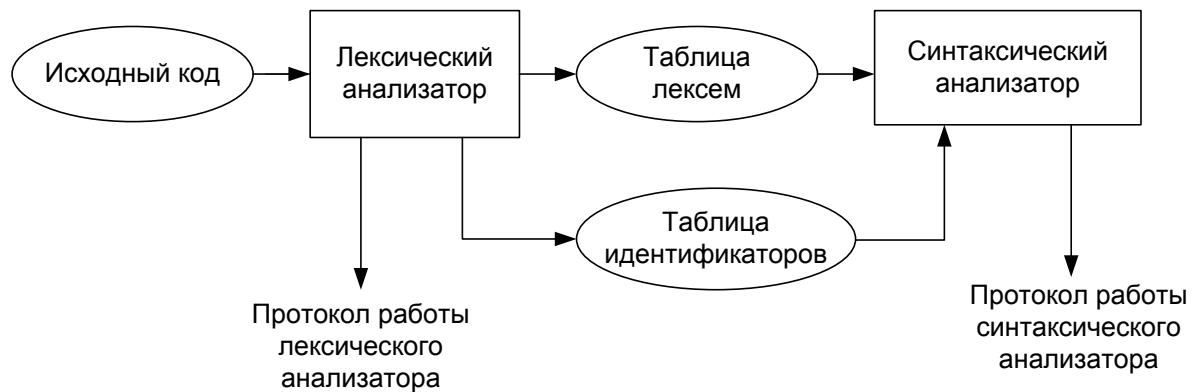 Исходный код
Лексический
анализатор
Таблица
лексем
Синтаксический
анализатор
Таблица
идентификаторов
Протокол работы
лексического
анализатора
Протокол работы
синтаксического
анализатора